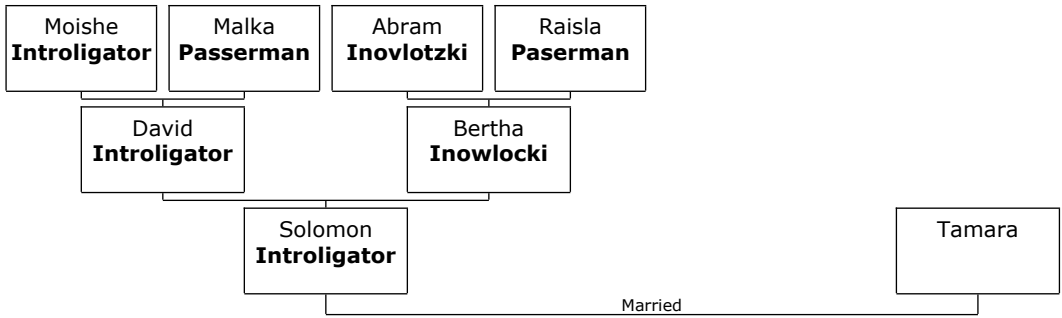 Moishe
Introligator
Malka
Passerman
Abram
Inovlotzki
Raisla
Paserman
David
Introligator
Bertha
Inowlocki
Solomon
Introligator
Tamara
Married